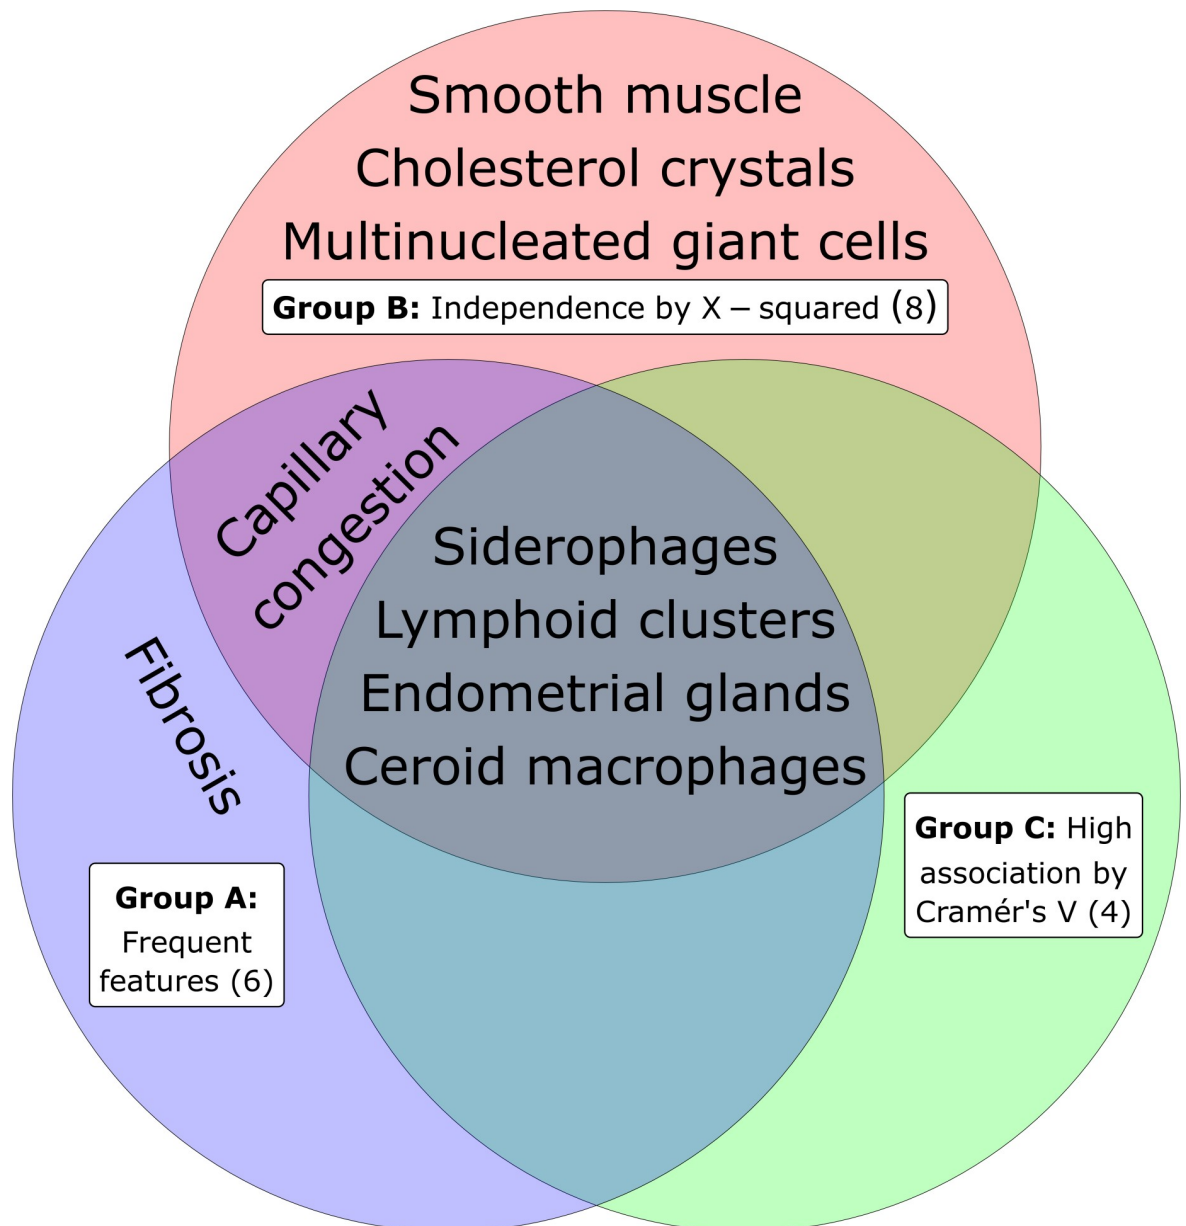 Smooth muscle
Cholesterol crystals
Multinucleated giant cells
Group B: Independence by X – squared (8)
Capillary
congestion
Siderophages
Lymphoid clusters
Endometrial glands
Ceroid macrophages
Fibrosis
Group A:
Frequent
features (6)
Group C: High
association by
Cramér's V (4)